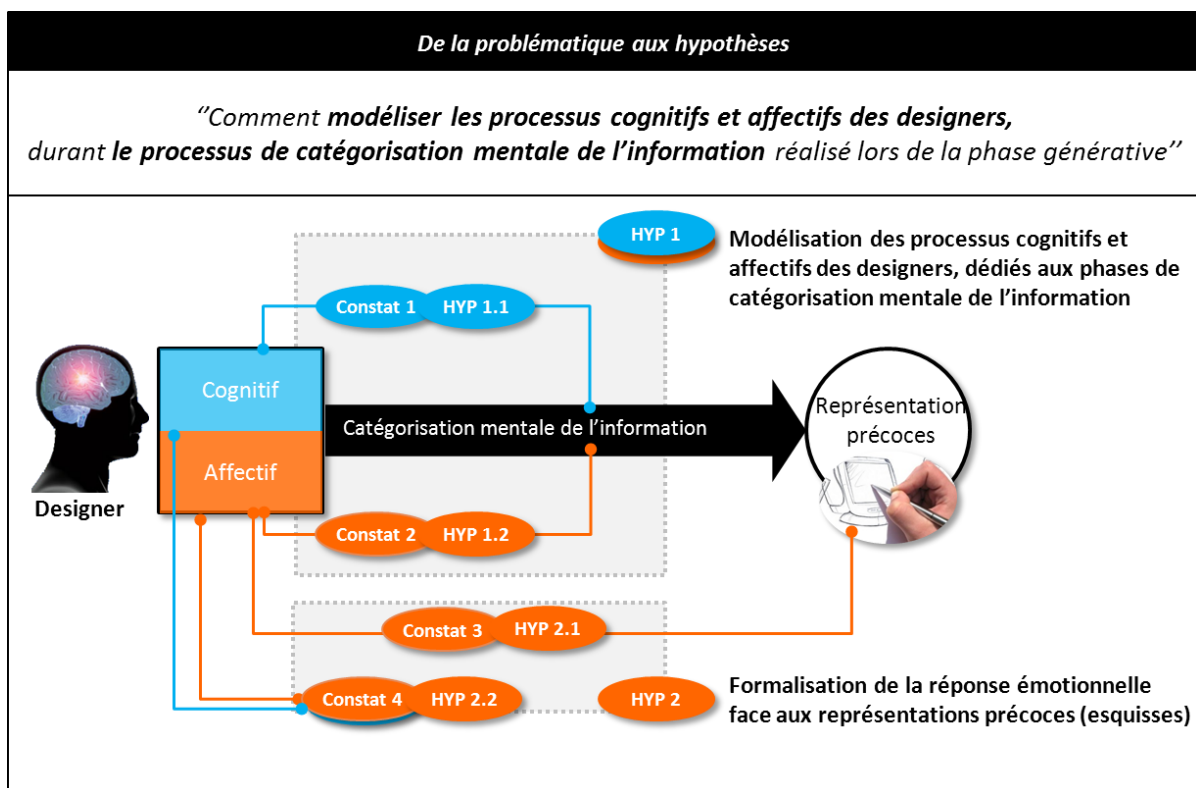 De la problématique aux hypothèses
‘’Comment modéliser les processus cognitifs et affectifs des designers,
durant le processus de catégorisation mentale de l’information réalisé lors de la phase générative’’
HYP 1
Modélisation des processus cognitifs et
affectifs des designers, dédiés aux phases de
catégorisation mentale de l’information
Constat 1
HYP 1.1
Cognitif
Affectif
Designer
Catégorisation mentale de l’information
Représentation
précoces
Constat 2
HYP 1.2
Constat 3
HYP 2.1
Constat 4
HYP 2.2
HYP 2
Formalisation de la réponse émotionnelle
face aux représentations précoces (esquisses)